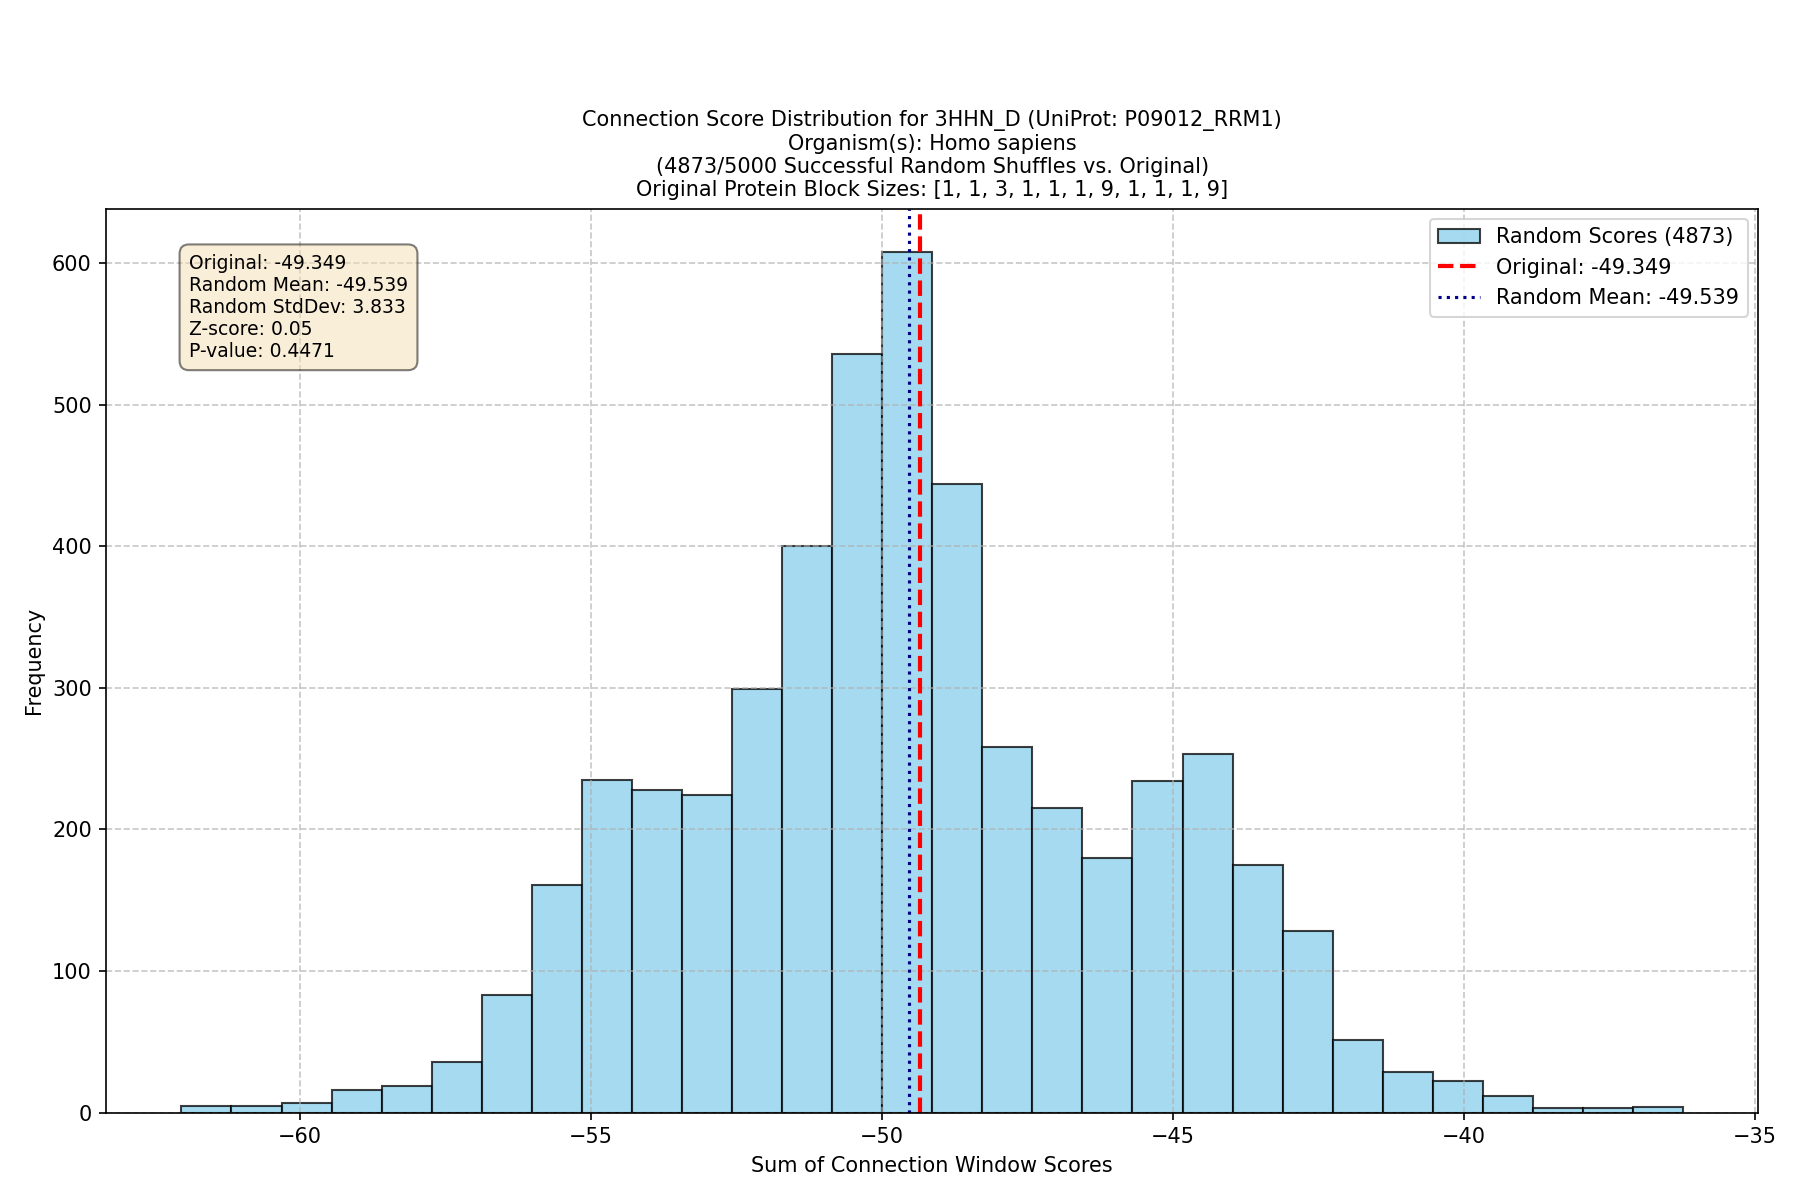 Connection Score Distribution for 3HHN_D (UniProt: P09012_RRM1)
Organism(s): Homo sapiens
(4873/5000 Successful Random Shuffles vs. Original)
Original Protein Block Sizes: [1, 1, 3, 1, 1, 1, 9, 1, 1, 1, 9]
Original: -49.349
Random Mean: -49.539
Random StdDev: 3.833
Z-score: 0.05
P-value: 0.4471
Random Scores (4873)
Original: -49.349
Random Mean: -49.539
Frequency
600
500
400
300
200
100
0
−60
−55
−50
−45
−40
−35
Sum of Connection Window Scores